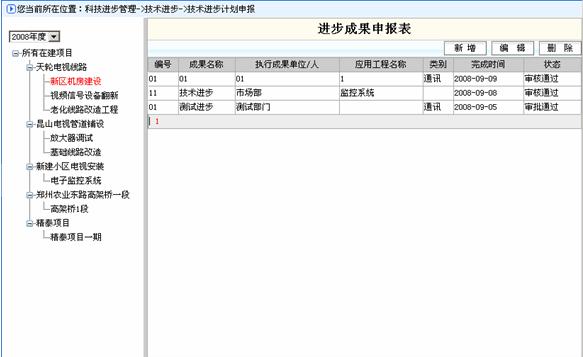 您当前所在位置：科技进步管理->技术进步->技术进步计划申报
2008年度
所有在建项目
天轮电视线路
新区机房建设
视频信号设备翻新
老化线路改造工程
昆山电视管道铺设
放大器调试
基础线路改造
新建小区电视安装
电子监控系统
郑州农业东路高架桥一段
高架桥1段
精泰项目
精泰项目一期
进步成果申报表
新 增 编 辑 删 除
编号 成果名称 执行成果单位/人 应用工程名称 类别 完成时间 状态
01 01 01 1 通讯 2008-09-09 审核通过
11 技术进步 市场部 监控系统 2008-09-08 审核通过
01 测试进步 测试部门 通讯 2008-09-05 审批通过
1